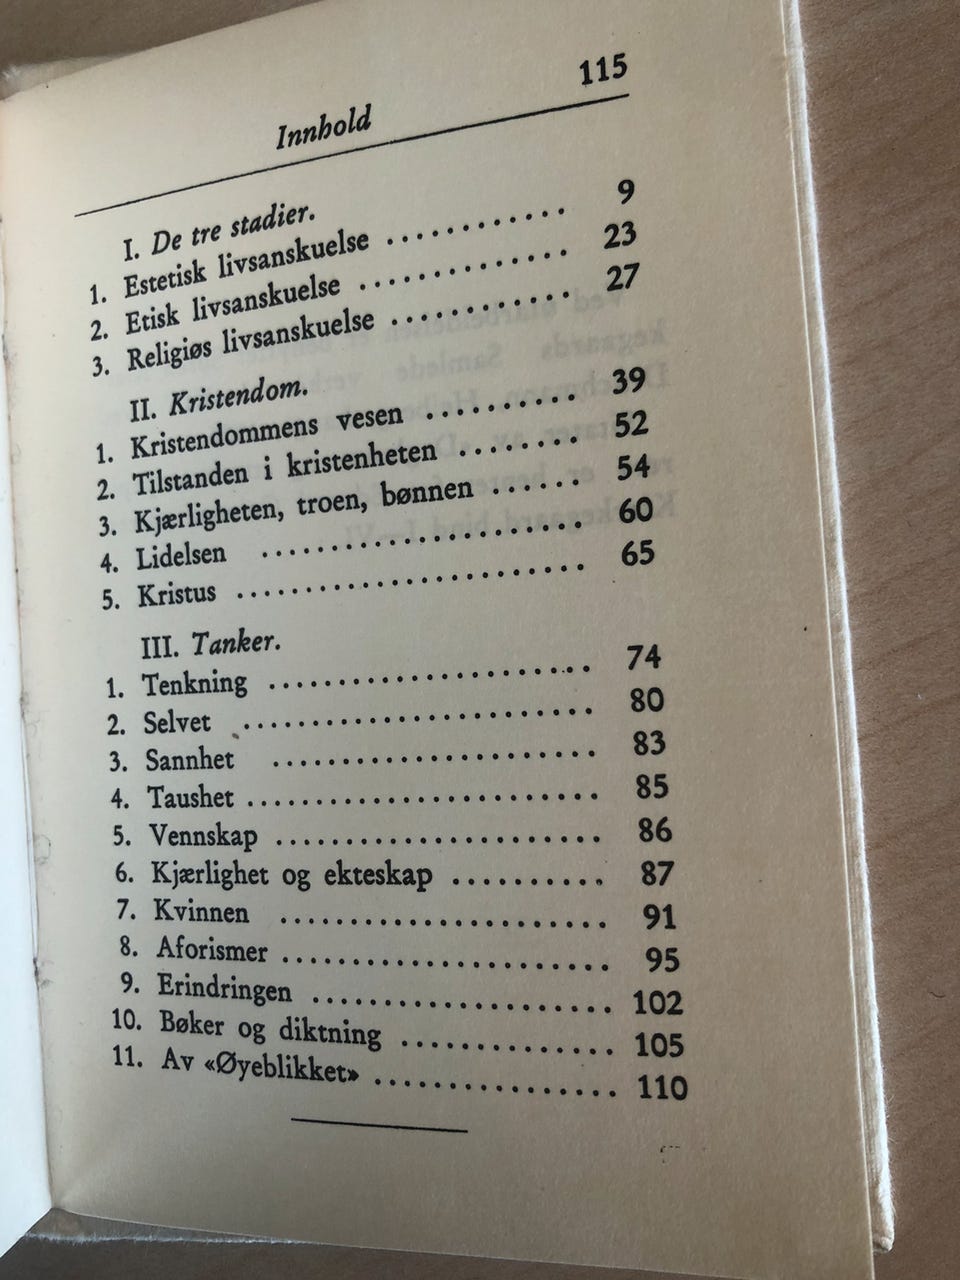 115
Innhold
I. De tre stadier.
1. Estetisk livsanskuelse ........... 9
2. Etisk livsanskuelse ............. 23
3. Religiøs livsanskuelse ........... 27
II. Kristendom.
1. Kristendommens vesen .......... 39
2. Tilstanden i kristenheten ........ 52
3. Kjærligheten, troen, bønnen ...... 54
4. Lidelsen ........................ 60
5. Kristus .......................... 65
III. Tanker.
1. Tenkning ........................ 74
2. Selvet .......................... 80
3. Sannhet ........................ 83
4. Taushet .......................... 85
5. Vennskap ........................ 86
6. Kjærlighet og ekteskap .......... 87
7. Kvinnen ........................ 91
8. Aforismer ........................ 95
9. Erindringen ...................... 102
10. Bøker og diktning ................ 105
11. Av «Øyeblikket» .................. 110